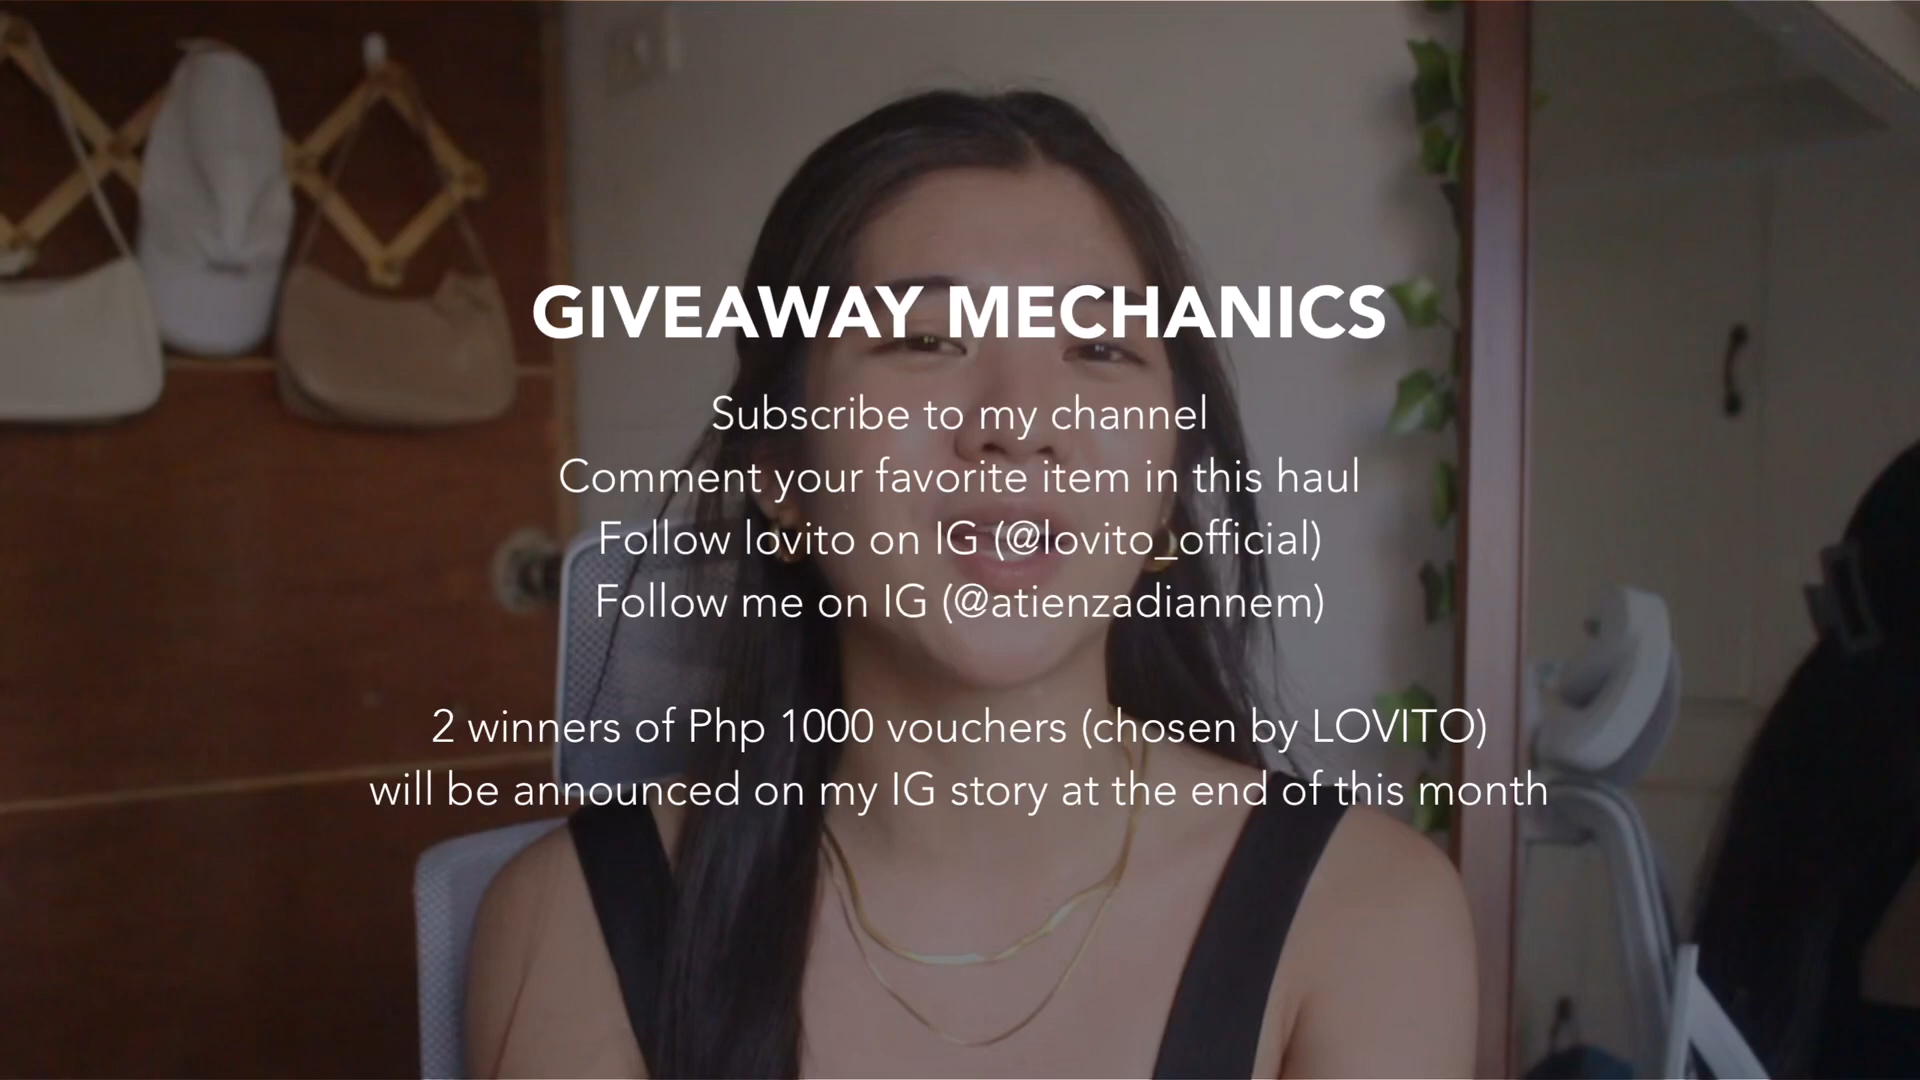 GIVEAWAY MECHANICS
Subscribe to my channel
Comment your favorite item in this haul
Follow lovito on IG (@lovito_official)
Follow me on IG (@atienzadiannem)
2 winners of Php 1000 vouchers (chosen by LOVITO)
will be announced on my IG story at the end of this month